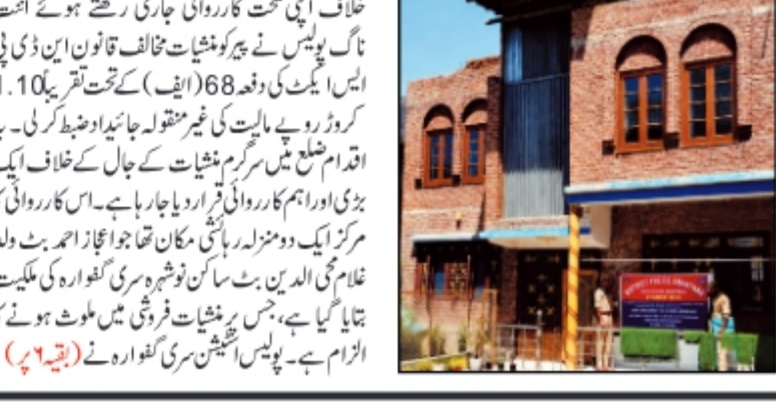 خلاف اپنی سخت کارروائی جاری رکھتے ہوئے اننت
ناگ پولیس نے پیر کو منشیات مخالف قانون این ڈی پی
ایس ایکٹ کی دفعہ 68 (ایف) کے تحت تقریباً 1.10
کروڑ روپے مالیت کی غیر منقولہ جائیداد ضبط کر لی۔ یہ
اقدام ضلع میں سرگرم منشیات کے جال کے خلاف ایک
بڑی اور اہم کارروائی قرار دیا جا رہا ہے۔ اس کارروائی کا
مرکز ایک دو منزلہ رہائشی مکان تھا جو اعجاز احمد بٹ ولد
غلام محی الدین بٹ ساکن نوشہرہ سری گفوارہ کی ملکیت
بتایا گیا ہے، جس پر منشیات فروشی میں ملوث ہونے کا
الزام ہے۔ پولیس اسٹیشن سری گفوارہ نے (بقیہ ۶ پر)